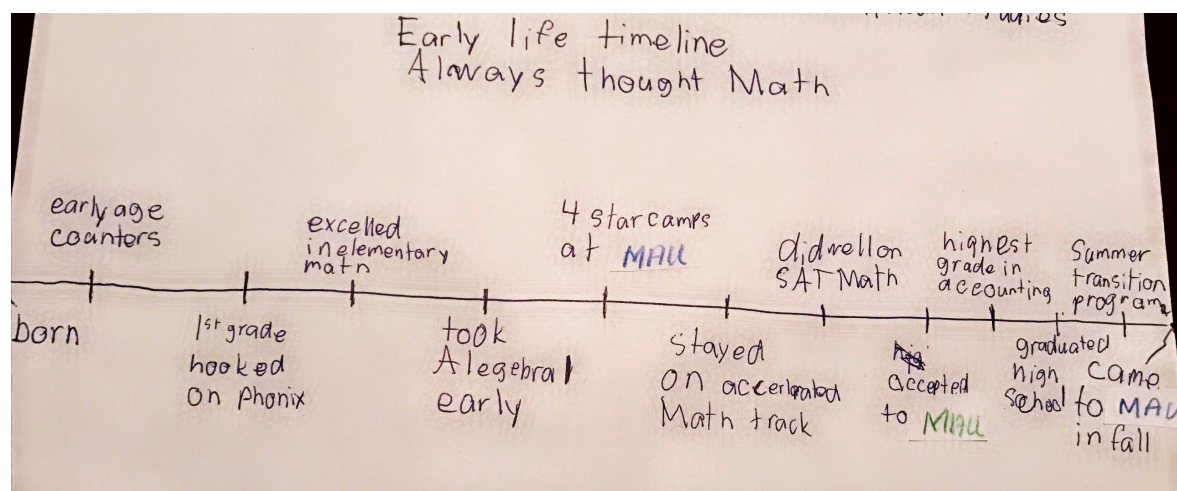 Early life timeline
Always thought Math
early age
counters
excelled
in elementary
math
4 star camps
at MAU
did well on
SAT Math
highest
grade in
accounting
Summer
transition
program
born
1st grade
hooked
on phonix
took
Alegebra 1
early
stayed
on accerlerated
Math track
accepted
to MAU
graduated
high
school
came
to MAU
in fall